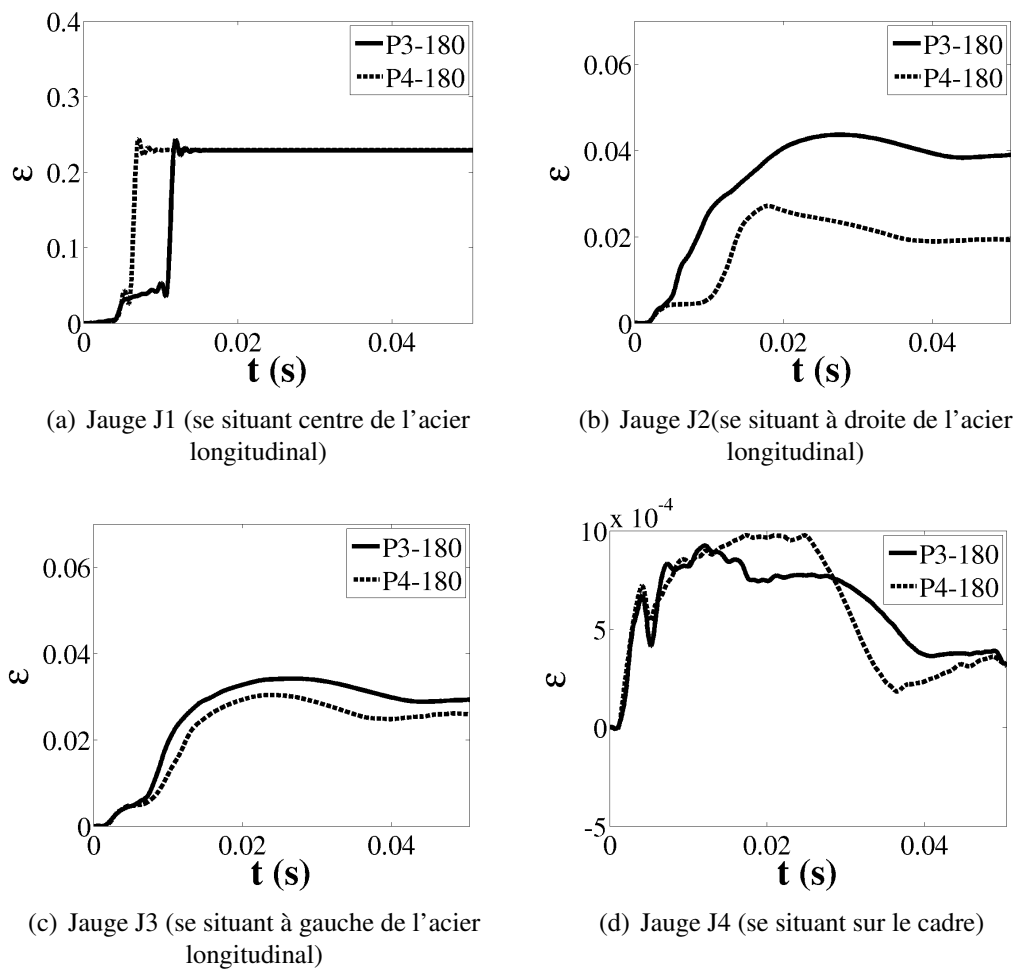 0.4
0.3
0.2
0.1
0
ε
P3-180
P4-180
0
0.02
0.04
t (s)
(a) Jauge J1 (se situant centre de l'acier
longitudinal)
0.06
0.04
0.02
0
ε
P3-180
P4-180
0
0.02
0.04
t (s)
(b) Jauge J2(se situant à droite de l'acier
longitudinal)
0.06
0.04
0.02
0
ε
P3-180
P4-180
0
0.02
0.04
t (s)
(c) Jauge J3 (se situant à gauche de l'acier
longitudinal)
x 10⁻⁴
10
5
0
-5
ε
P3-180
P4-180
0
0.02
0.04
t (s)
(d) Jauge J4 (se situant sur le cadre)